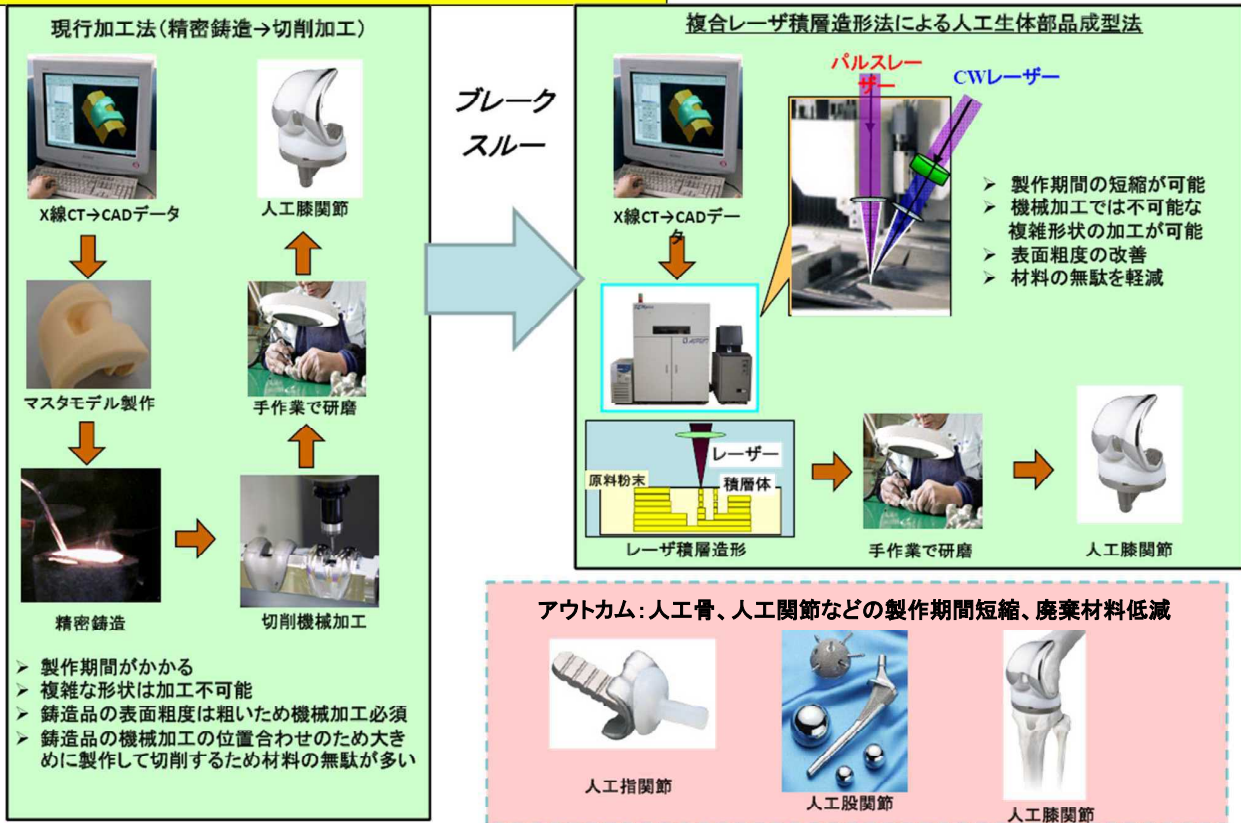 現行加工法(精密鋳造→切削加工)
X線CT→CADデータ
人工膝関節
マスタモデル製作
手作業で研磨
精密鋳造
切削機械加工
➢ 製作期間がかかる
➢ 複雑な形状は加工不可能
➢ 鋳造品の表面粗度は粗いため機械加工必須
➢ 鋳造品の機械加工の位置合わせのため大き
めに製作して切削するため材料の無駄が多い
ブレーク
スルー
複合レーザ積層造形法による人工生体部品成型法
パルスレー
ザー
CWレーザー
X線CT→CADデー
タ
➢ 製作期間の短縮が可能
➢ 機械加工では不可能な
複雑形状の加工が可能
➢ 表面粗度の改善
➢ 材料の無駄を軽減
レーザー
原料粉末
積層体
レーザ積層造形
手作業で研磨
人工膝関節
アウトカム:人工骨、人工関節などの製作期間短縮、廃棄材料低減
人工指関節
人工股関節
人工膝関節